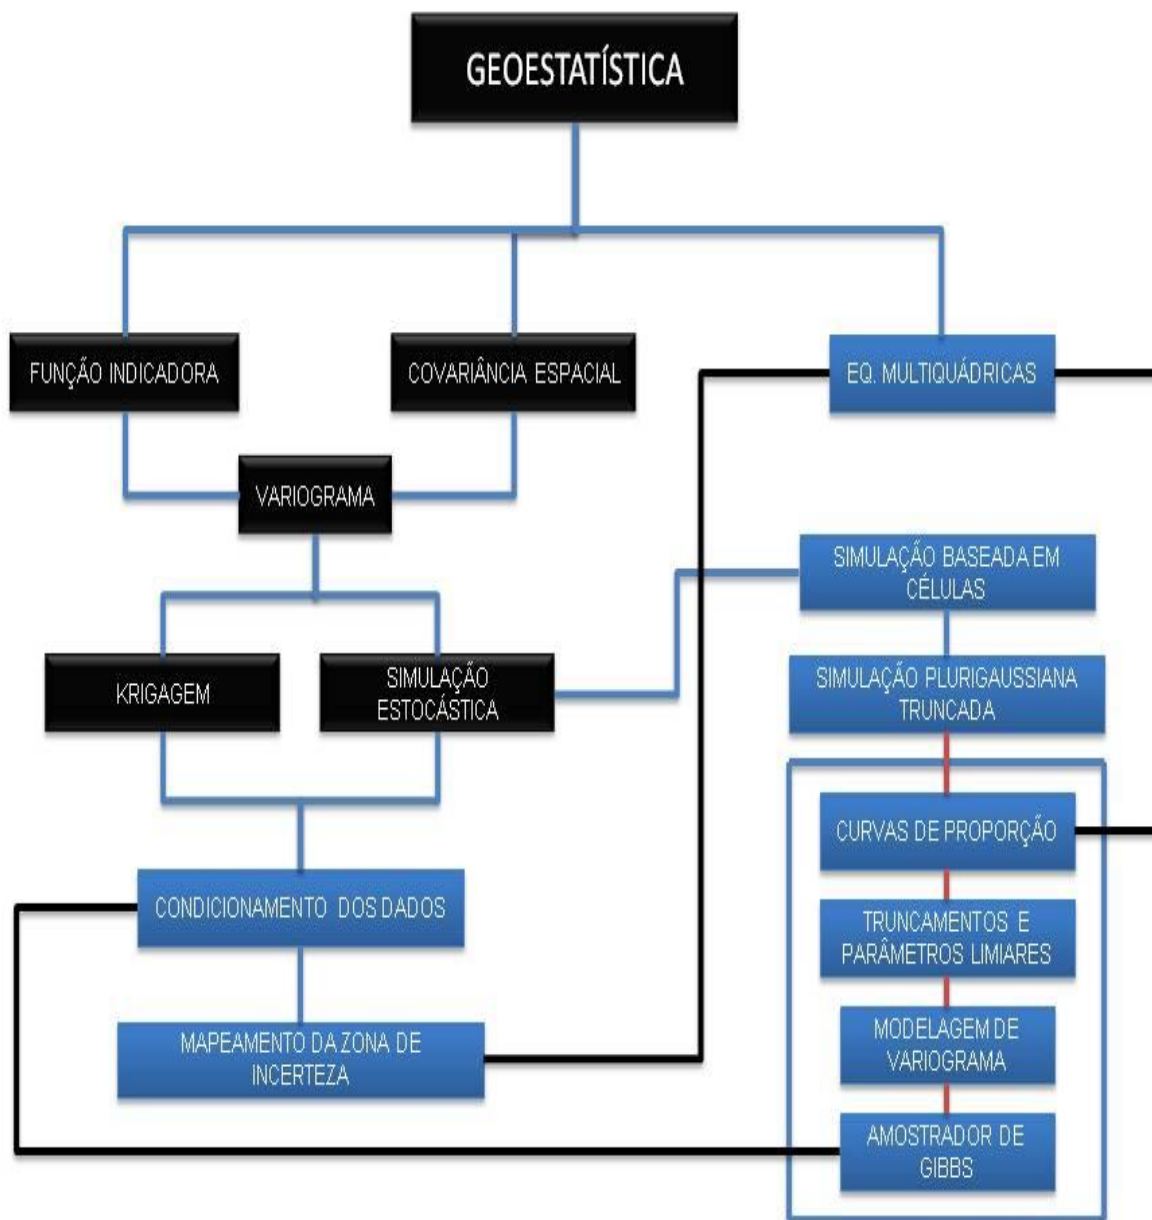 GEOESTATÍSTICA
FUNÇÃO INDICADORA
COVARIÂNCIA ESPACIAL
EQ. MULTIQUÁDRICAS
VARIOGRAMA
SIMULAÇÃO BASEADA EM
CÉLULAS
KRIGAGEM
SIMULAÇÃO
ESTOCÁSTICA
SIMULAÇÃO PLURIGAUSSIANA
TRUNCADA
CURVAS DE PROPORÇÃO
CONDICIONAMENTO DOS DADOS
TRUNCAMENTOS E
PARÂMETROS LIMIARES
MAPEAMENTO DA ZONA DE
INCERTEZA
MODELAGEM DE
VARIOGRAMA
AMOSTRADOR DE
GIBBS